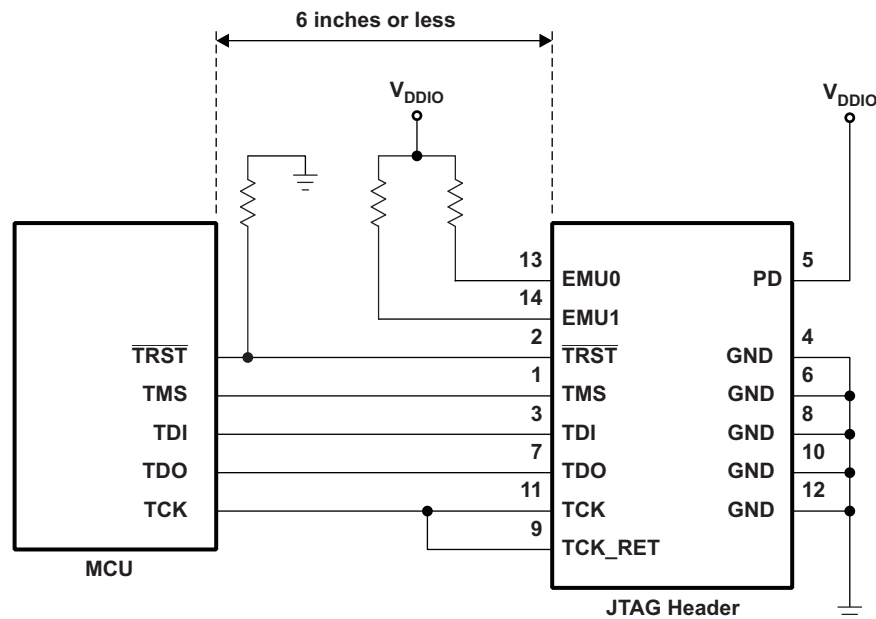 6 inches or less
V_DDIO
V_DDIO
13
EMU0
14
EMU1
5
PD
TRST
2
TRST
4
GND
TMS
1
TMS
6
GND
TDI
3
TDI
8
GND
TDO
7
TDO
10
GND
TCK
11
TCK
12
GND
9
TCK_RET
MCU
JTAG Header